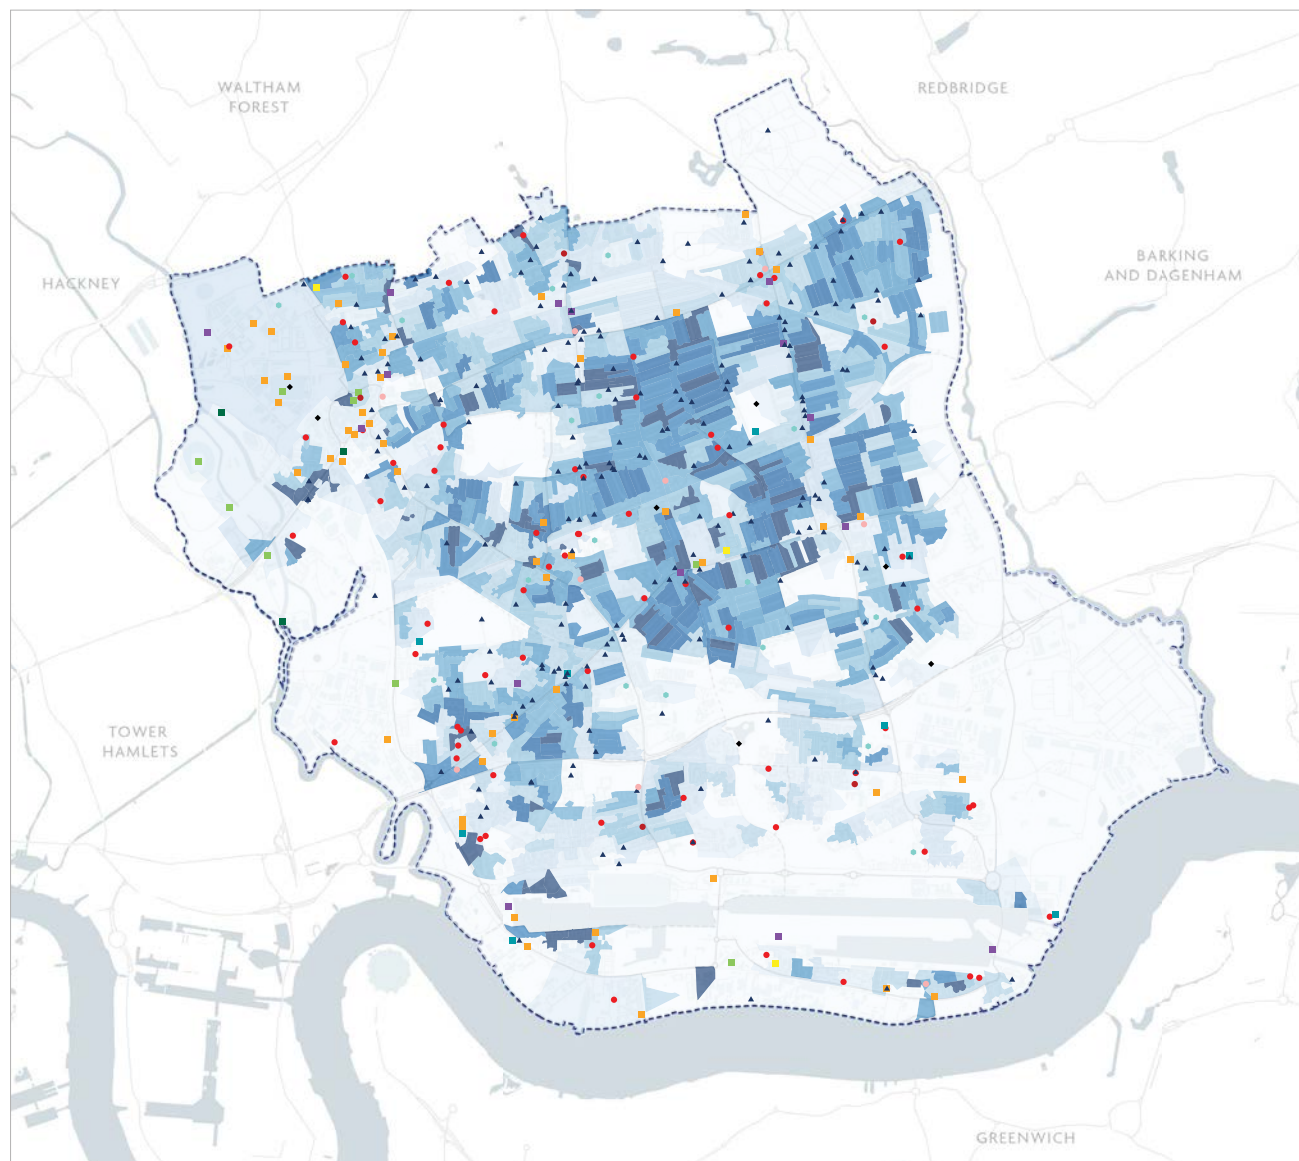 WALTHAM
FOREST
REDBRIDGE
HACKNEY
BARKING
AND DAGENHAM
TOWER
HAMLETS
GREENWICH